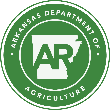 ARKANSAS DEPARTMENT OF
AR
AGRICULTURE